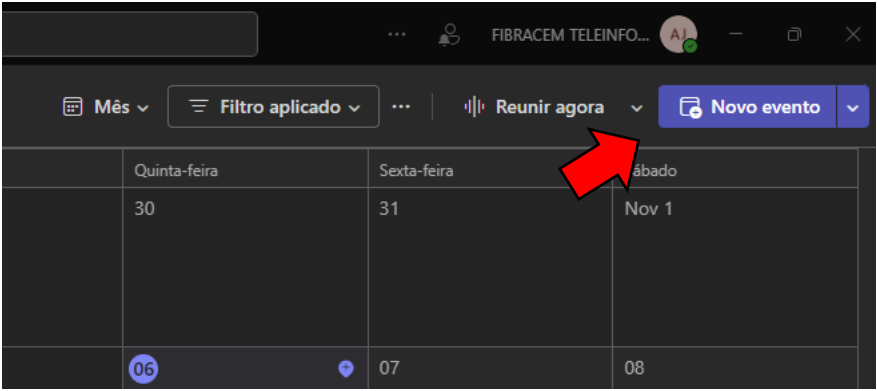 ... FIBRACEM TELEINFO... AJ
Mês Filtro aplicado ... Reunir agora Novo evento
Quinta-feira Sexta-feira ábado
30 31 Nov 1
06 07 08